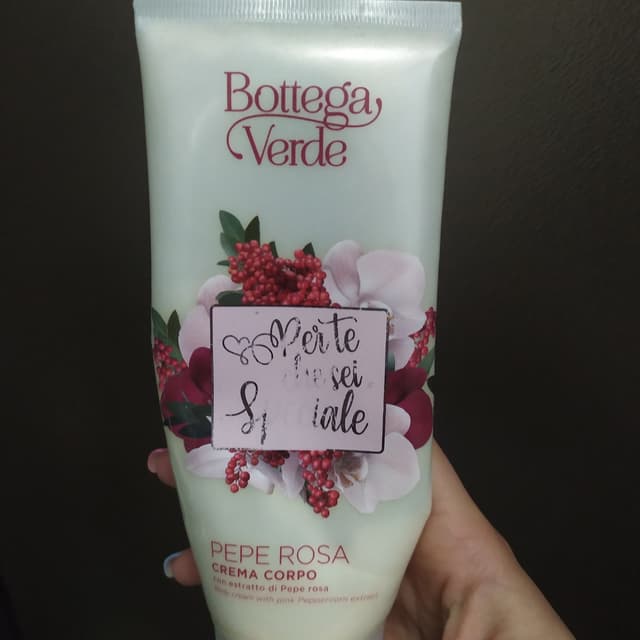 Bottega
Verde
Per te
che sei
Speciale
PEPE ROSA
CREMA CORPO
con estratto di Pepe rosa
Body cream with pink Peppercorn extract